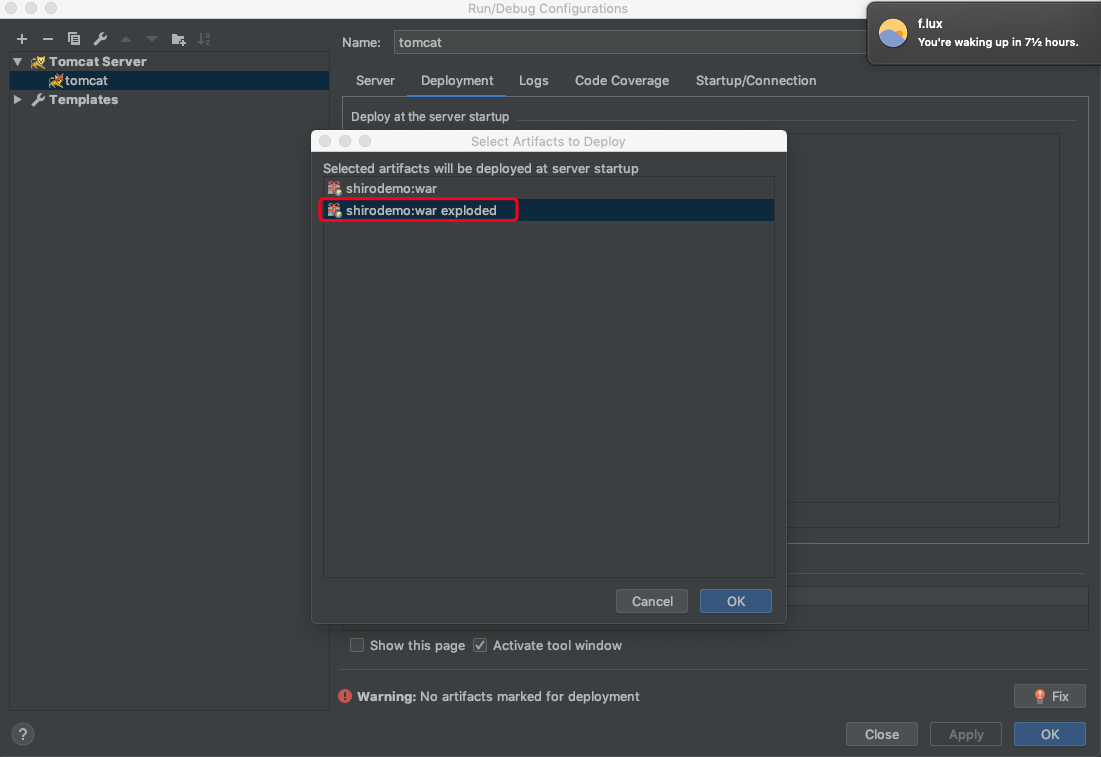 Run/Debug Configurations
f.lux
You're waking up in 7½ hours.
Name: tomcat
Tomcat Server
tomcat
Templates
Server Deployment Logs Code Coverage Startup/Connection
Deploy at the server startup
Select Artifacts to Deploy
Selected artifacts will be deployed at server startup
shirodemo:war
shirodemo:war exploded
Cancel OK
Show this page Activate tool window
Warning: No artifacts marked for deployment
Fix
? Close Apply OK